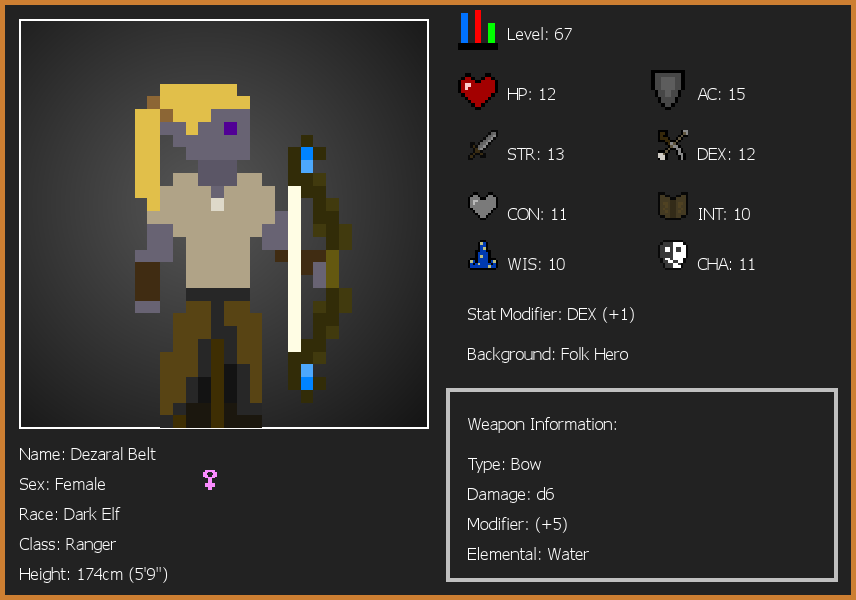 Level: 67
HP: 12
AC: 15
STR: 13
DEX: 12
CON: 11
INT: 10
WIS: 10
CHA: 11
Stat Modifier: DEX (+1)
Background: Folk Hero
Weapon Information:
Type: Bow
Damage: d6
Modifier: (+5)
Elemental: Water
Name: Dezaral Belt
Sex: Female
Race: Dark Elf
Class: Ranger
Height: 174cm (5'9")